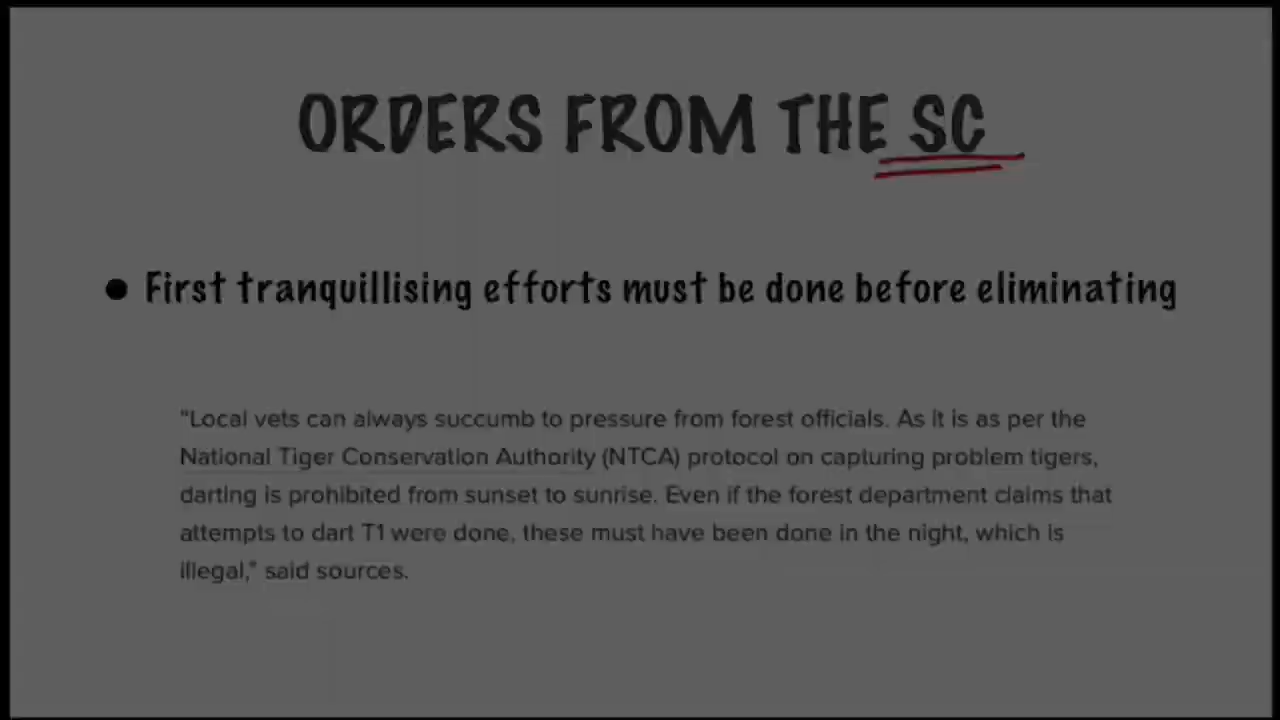 ORDERS FROM THE SC
• First tranquillising efforts must be done before eliminating
"Local vets can always succumb to pressure from forest officials. As it is as per the
National Tiger Conservation Authority (NTCA) protocol on capturing problem tigers,
darting is prohibited from sunset to sunrise. Even if the forest department claims that
attempts to dart T1 were done, these must have been done in the night, which is
illegal," said sources.